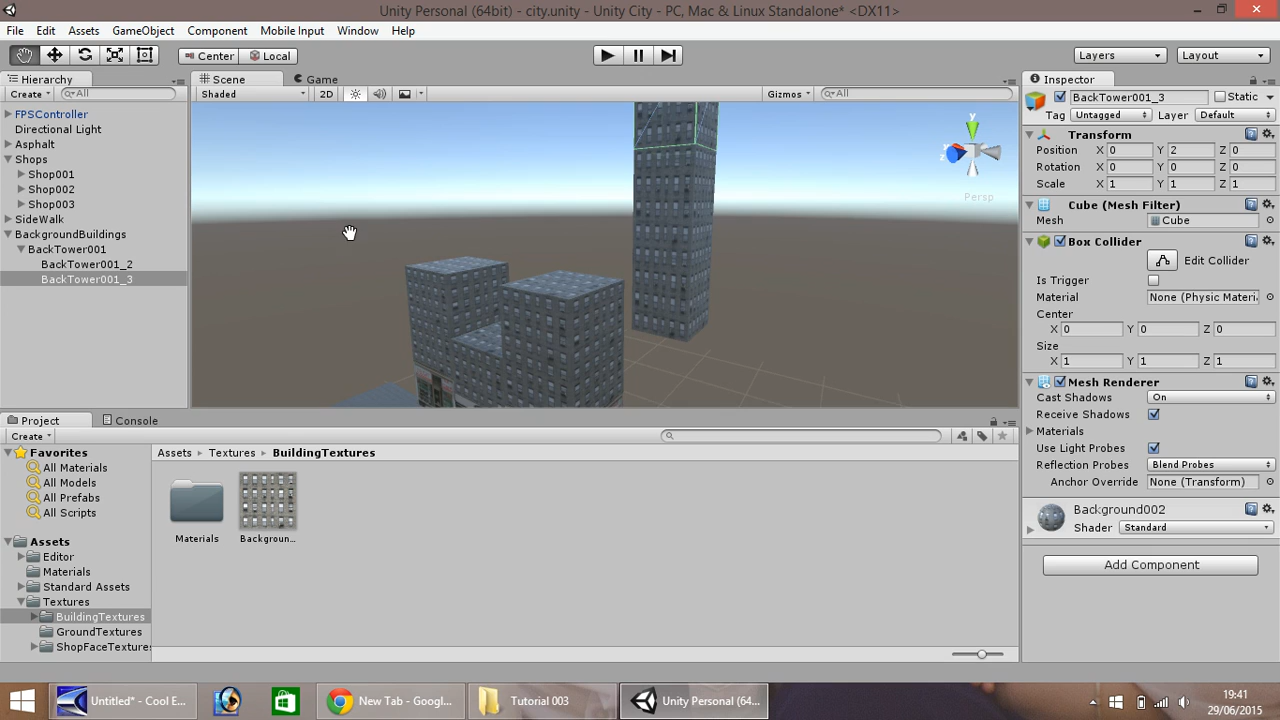 Unity Personal (64bit) - city.unity - Unity City - PC, Mac & Linux Standalone* <DX11>
File Edit Assets GameObject Component Mobile Input Window Help
Center Local Layers Layout
Hierarchy Scene Game Inspector
Create All Shaded 2D Gizmos All BackTower001_3 Static
FPSController Tag Untagged Layer Default
Directional Light
Asphalt Transform
Shops Position X 0 Y 2 Z 0
Shop001 Rotation X 0 Y 0 Z 0
Shop002 Scale X 1 Y 1 Z 1
Shop003 Cube (Mesh Filter)
SideWalk Mesh Cube
BackgroundBuildings
BackTower001
BackTower001_2
BackTower001_3
y
z
Persp
Box Collider
Edit Collider
Is Trigger
Material None (Physic Materi
Center
X 0 Y 0 Z 0
Size
X 1 Y 1 Z 1
Mesh Renderer
Cast Shadows On
Receive Shadows
Materials
Use Light Probes
Reflection Probes Blend Probes
Anchor Override None (Transform)
Background002
Shader Standard
Add Component
Project Console
Create
Favorites
All Materials
All Models
All Prefabs
All Scripts
Assets
Editor
Materials
Standard Assets
Textures
BuildingTextures
GroundTextures
ShopFaceTextures
Assets Textures BuildingTextures
Materials Backgroun...
Untitled* - Cool E... New Tab - Googl... Tutorial 003 Unity Personal (64...
19:41
29/06/2015